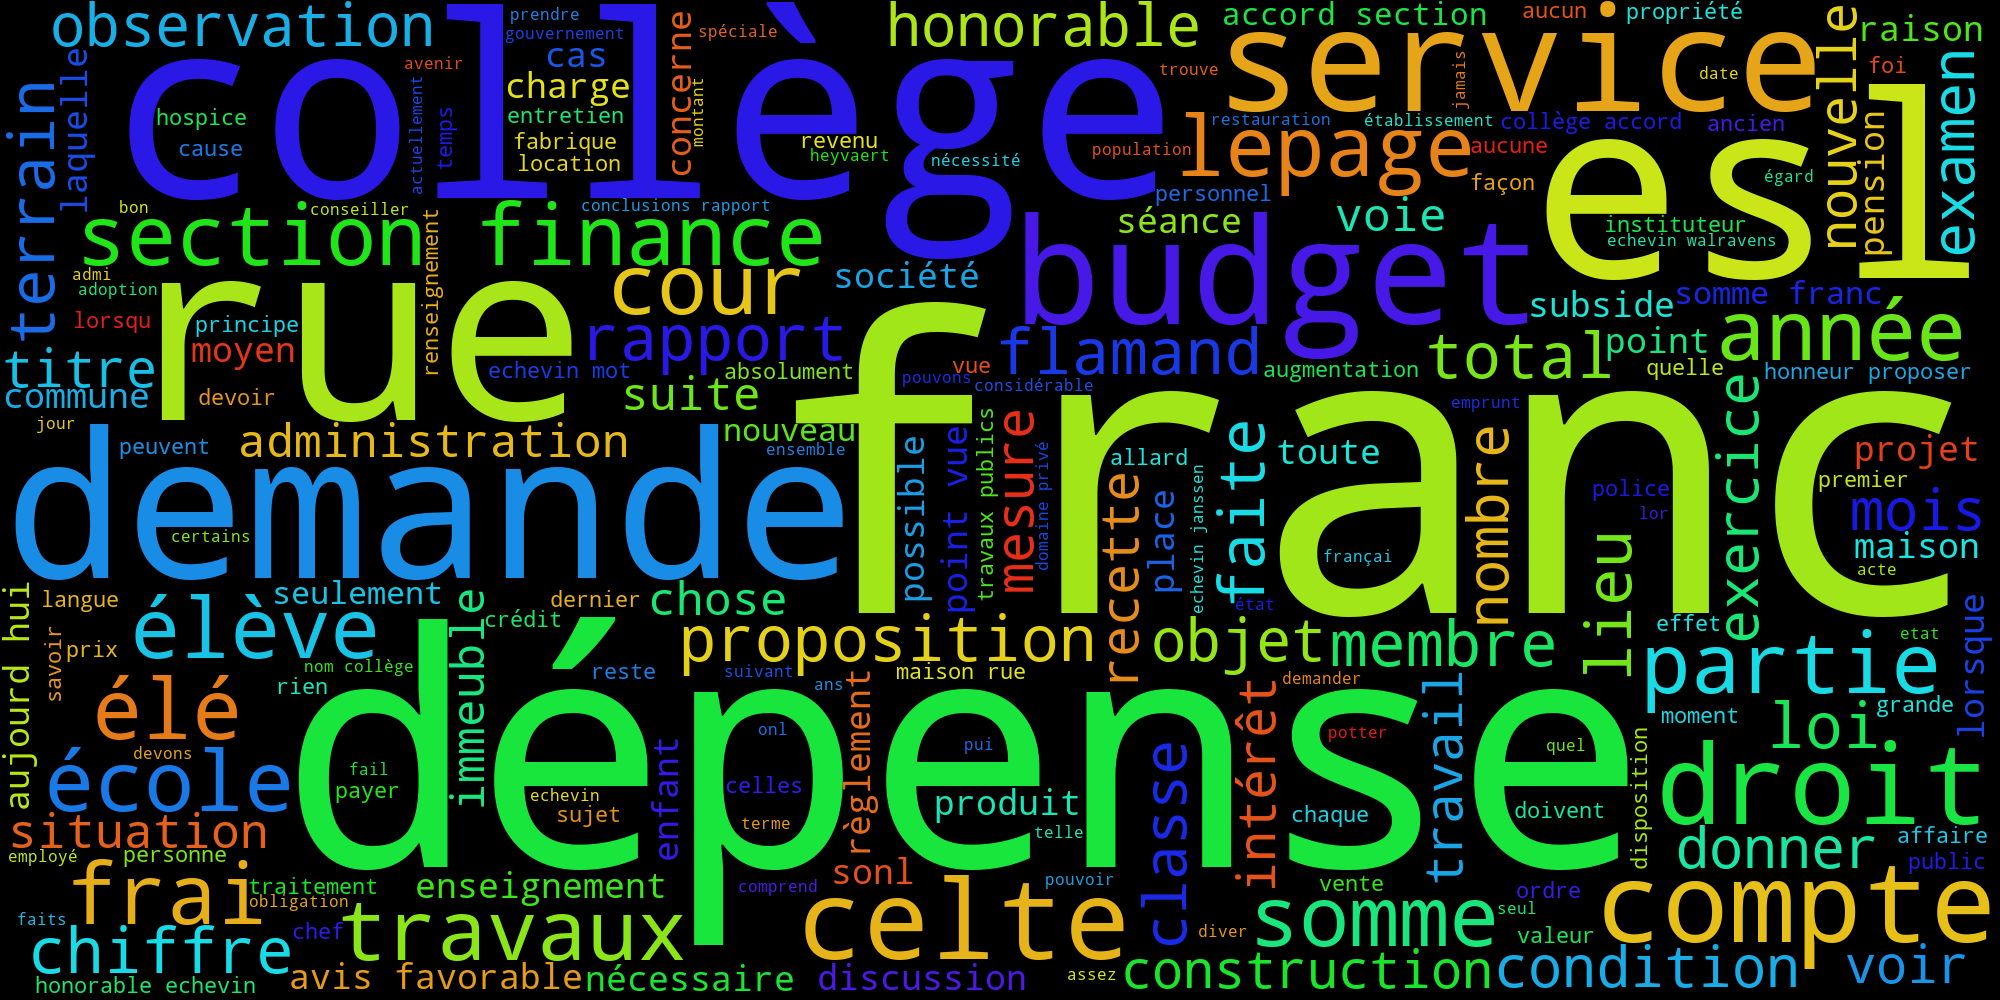 observation
collège
prendre
gouvernement
cas
charge
entretien
fabrique
location
avenir
actuellement
temps
concerne
spéciale
montant
honorable
accord section
aucun
propriété
service
nouvelle
raison
foi
examen
trouve
jamais
date
terrain
laquelle
hospice
cause
revenu
heyvaert
nécessité
population
lepage
restauration
établissement
collège accord
ancien
aucune
façon
esl
égard
pension
personnel
bon
conseiller
conclusions rapport
section
finance
séance
voie
instituteur
echevin walravens
renseignement
admi
adoption
lorsqu
principe
moyen
rue
cour
société
budget
subside
somme franc
rapport
flamand
total
point
année
titre
commune
devoir
echevin mot
suite
absolument
vue
pouvons
considérable
augmentation
quelle
honneur proposer
jour
peuvent
administration
nouveau
ensemble
franc
emprunt
demande
certains
possible
point vue
travaux publics
mesure
domaine privé
allard
recette
place
echevin janssen
faite
toute
françai
état
nombre
police
lor
lieu
exercice
projet
premier
mois
maison
acte
aujourd hui
langue
élève
seulement
immeuble
crédit
dernier
chose
savoir
prix
nom collège
rien
reste
proposition
suivant
maison rue
ans
objet
membre
effet
etat
partie
lorsque
élé
demander
moment
grande
loi
devons
école
dépense
fail
payer
onl
pui
potter
quel
echevin
sujet
enfant
celles
terme
règlement
produit
telle
classe
intérêt
chaque
travail
doivent
disposition
droit
situation
employé
personne
donner
affaire
public
frai
traitement
obligation
enseignement
comprend
sonl
pouvoir
vente
ordre
faits
chiffre
chef
travaux
celte
diver
somme
seul
valeur
compte
honorable echevin
avis favorable
nécessaire
discussion
assez
construction
condition
voir